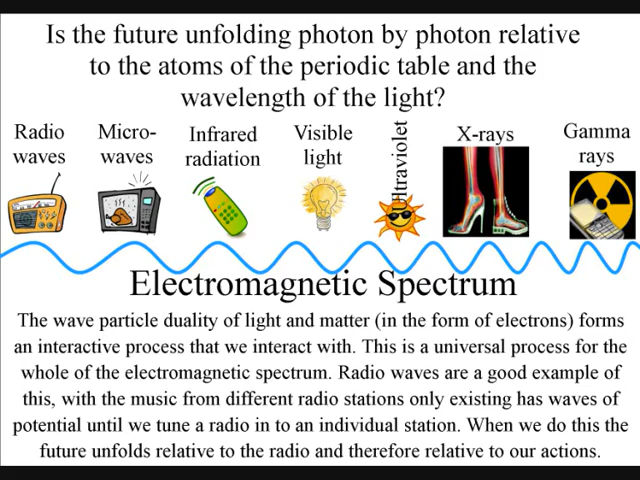 Is the future unfolding photon by photon relative
to the atoms of the periodic table and the
wavelength of the light?
Radio
waves
Micro-
waves
Infrared
radiation
Visible
light
Ultraviolet
X-rays
Gamma
rays
Electromagnetic Spectrum
The wave particle duality of light and matter (in the form of electrons) forms
an interactive process that we interact with. This is a universal process for the
whole of the electromagnetic spectrum. Radio waves are a good example of
this, with the music from different radio stations only existing has waves of
potential until we tune a radio in to an individual station. When we do this the
future unfolds relative to the radio and therefore relative to our actions.